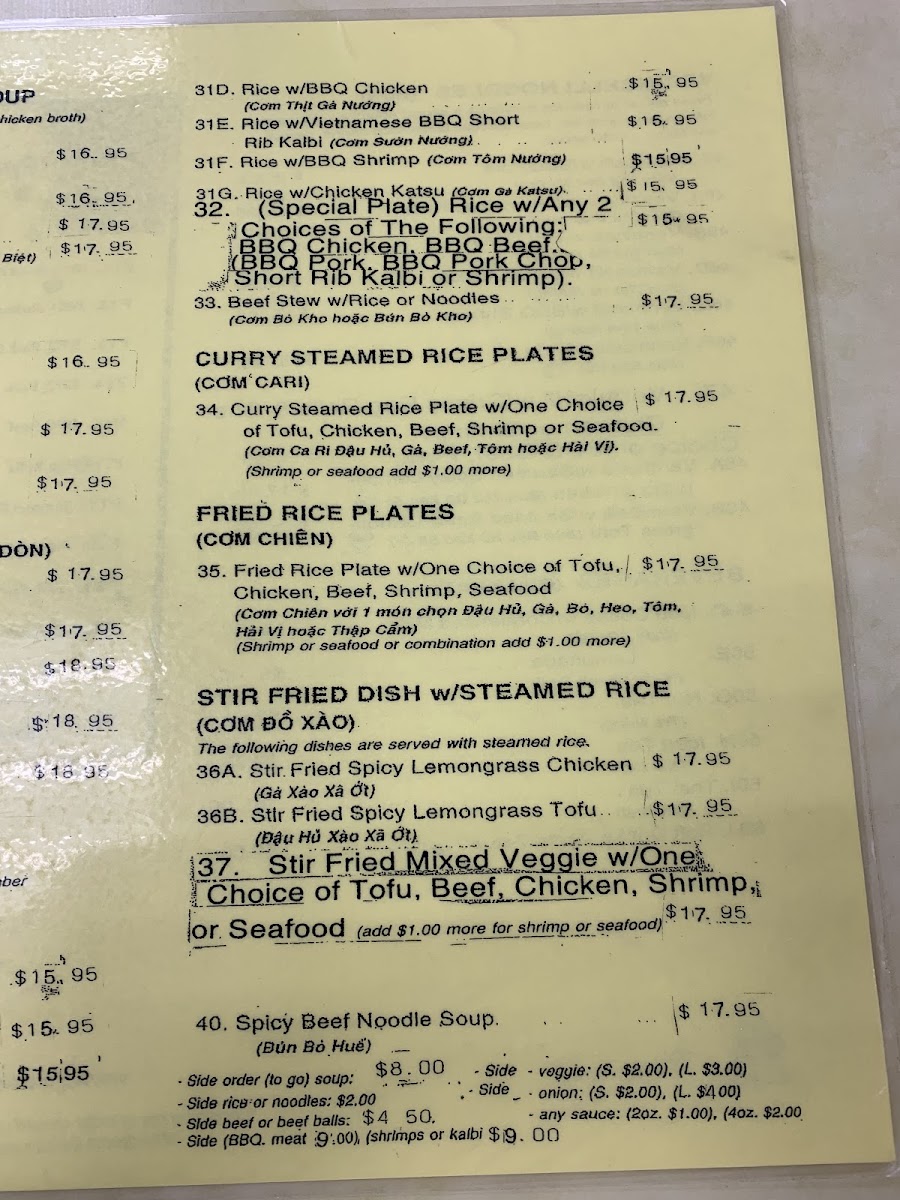 OUP
hicken broth)
$16.. 95
$16. 95.
$ 17.95
Biệt) $17. 95
$16. 95
$ 17.95
$17. 95
DÒN)
$ 17.95
$17. 95
$18.95
$18. 95
$18 95
mber
$15.. 95
$15. 95
$15.95
31D. Rice w/BBQ Chicken $15. 95
(Cơm Thịt Gà Nướng)
31E. Rice w/Vietnamese BBQ Short $15. 95
Rib Kalbi (Cơm Sườn Nướng)
31F. Rice w/BBQ Shrimp (Cơm Tôm Nướng) $15.95
31G. Rice w/Chicken Katsu (Cơm Gà Katsu). $15. 95
32. (Special Plate) Rice w/Any 2 $15. 95
Choices of The Following:
BBQ Chicken, BBQ Beef.
(BBQ Pork, BBQ Pork Chop,
Short Rib Kalbi or Shrimp).
33. Beef Stew w/Rice or Noodles $17. 95
(Cơm Bò Kho hoặc Bún Bò Kho)
CURRY STEAMED RICE PLATES
(CƠM CARI)
34. Curry Steamed Rice Plate w/One Choice $ 17.95
of Tofu, Chicken, Beef, Shrimp or Seafood.
(Cơm Ca Ri Đậu Hủ, Gà, Beef, Tôm hoặc Hải Vị).
(Shrimp or seafood add $1.00 more)
FRIED RICE PLATES
(CƠM CHIÊN)
35. Fried Rice Plate w/One Choice of Tofu, $17. 95
Chicken, Beef, Shrimp, Seafood
(Cơm Chiên với 1 món chọn Đậu Hủ, Gà, Bò, Heo, Tôm,
Hải Vị hoặc Thập Cẩm)
(Shrimp or seafood or combination add $1.00 more)
STIR FRIED DISH w/STEAMED RICE
(CƠM ĐỒ XÀO)
The following dishes are served with steamed rice.
36A. Stir Fried Spicy Lemongrass Chicken $ 17.95
(Gà Xào Xả Ớt)
36B. Stir Fried Spicy Lemongrass Tofu.. $17. 95
(Đậu Hủ Xào Xã Ớt)
37. Stir Fried Mixed Veggie w/One
Choice of Tofu, Beef, Chicken, Shrimp,
or Seafood (add $1.00 more for shrimp or seafood) $17. 95
40. Spicy Beef Noodle Soup. $ 17.95
(Bún Bò Huế)
- Side order (to go) soup: $8.00 - Side - veggie: (S. $2.00), (L. $3.00)
- Side rice or noodles: $2.00 - Side - onion: (S. $2.00), (L. $4.00)
- Side beef or beef balls: $4 50. - any sauce: (2oz. $1.00), (4oz. $2.00
- Side (BBQ. meat 9.00), (shrimps or kalbi $9. 00